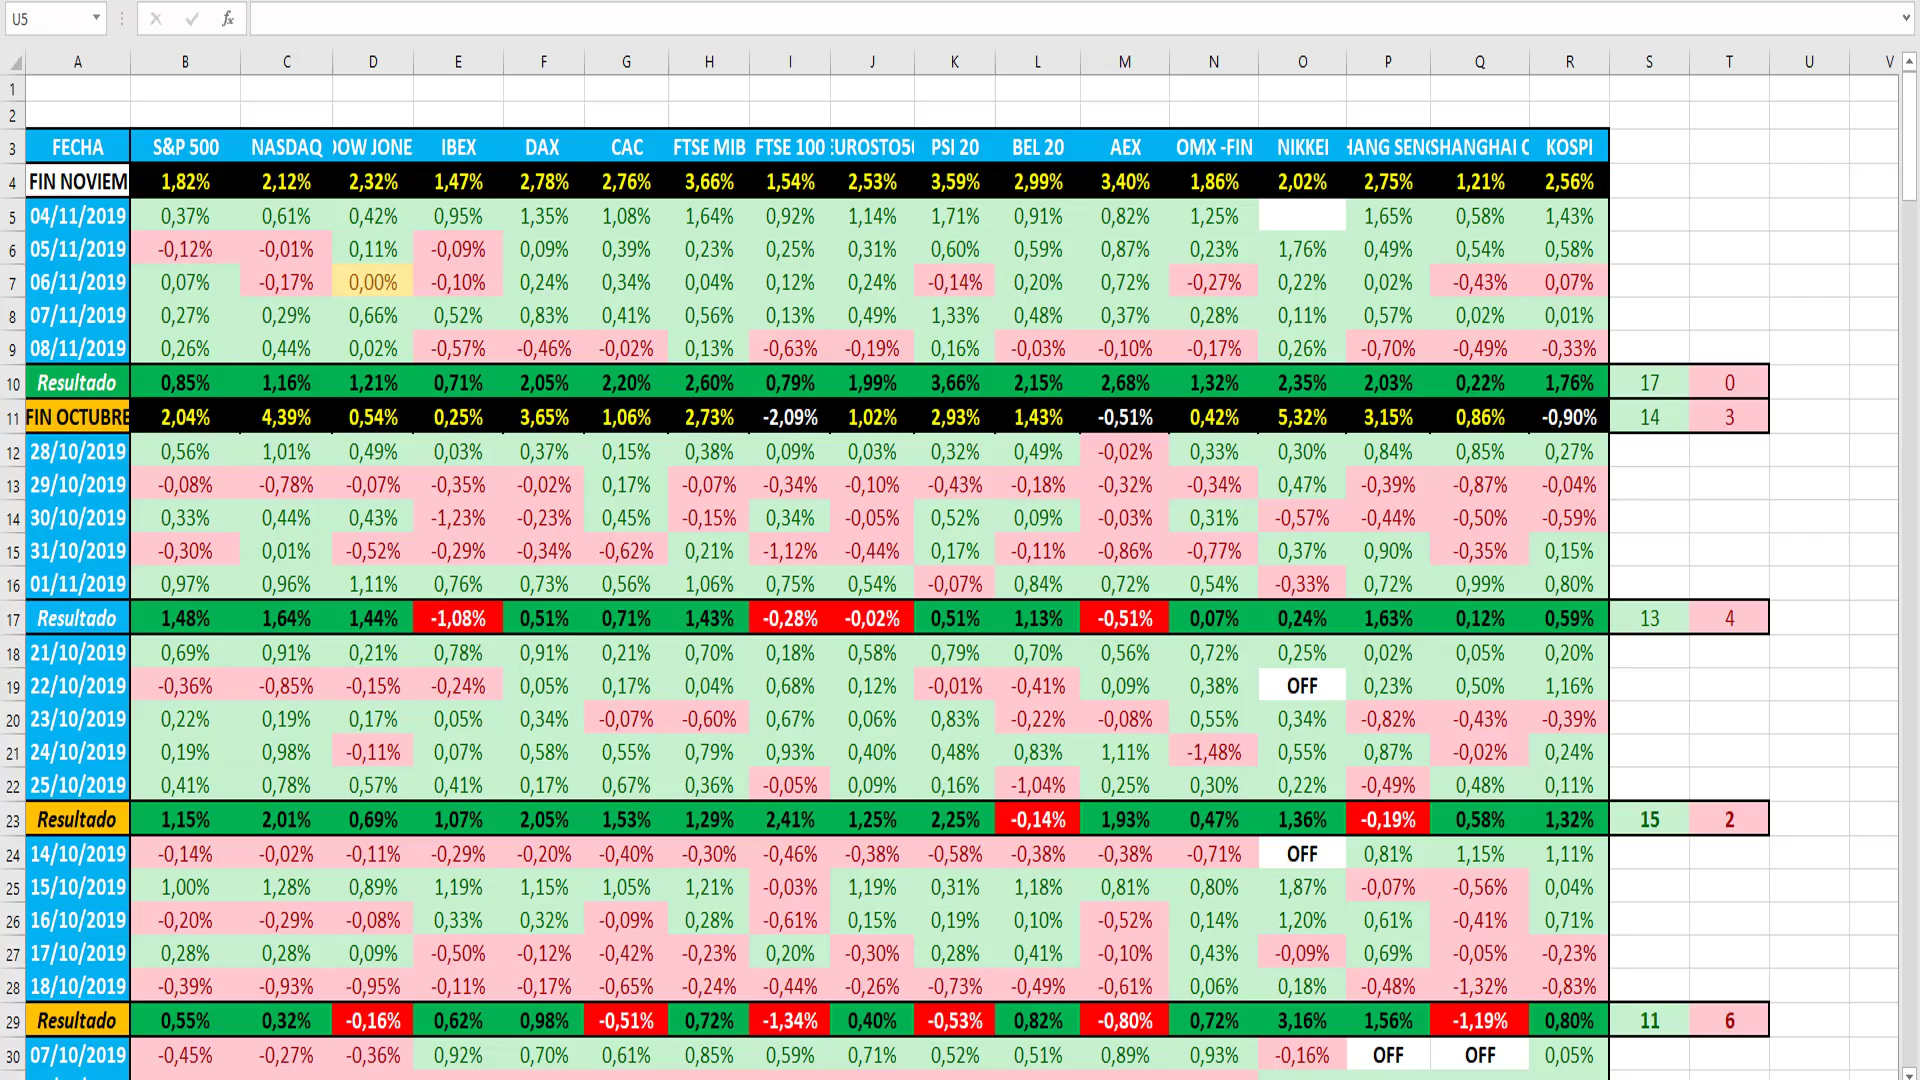 U5 fx
A B C D E F G H I J K L M N O P Q R S T U V
1
2
3 FECHA S&P 500 NASDAQ DOW JONE IBEX DAX CAC FTSE MIB FTSE 100 EUROSTO5 PSI 20 BEL 20 AEX OMX -FIN NIKKEI HANG SEN SHANGHAI C KOSPI
4 FIN NOVIEM 1,82% 2,12% 2,32% 1,47% 2,78% 2,76% 3,66% 1,54% 2,53% 3,59% 2,99% 3,40% 1,86% 2,02% 2,75% 1,21% 2,56%
5 04/11/2019 0,37% 0,61% 0,42% 0,95% 1,35% 1,08% 1,64% 0,92% 1,14% 1,71% 0,91% 0,82% 1,25% 1,65% 0,58% 1,43%
6 05/11/2019 -0,12% -0,01% 0,11% -0,09% 0,09% 0,39% 0,23% 0,25% 0,31% 0,60% 0,59% 0,87% 0,23% 1,76% 0,49% 0,54% 0,58%
7 06/11/2019 0,07% -0,17% 0,00% -0,10% 0,24% 0,34% 0,04% 0,12% 0,24% -0,14% 0,20% 0,72% -0,27% 0,22% 0,02% -0,43% 0,07%
8 07/11/2019 0,27% 0,29% 0,66% 0,52% 0,83% 0,41% 0,56% 0,13% 0,49% 1,33% 0,48% 0,37% 0,28% 0,11% 0,57% 0,02% 0,01%
9 08/11/2019 0,26% 0,44% 0,02% -0,57% -0,46% -0,02% 0,13% -0,63% -0,19% 0,16% -0,03% -0,10% -0,17% 0,26% -0,70% -0,49% -0,33%
10 Resultado 0,85% 1,16% 1,21% 0,71% 2,05% 2,20% 2,60% 0,79% 1,99% 3,66% 2,15% 2,68% 1,32% 2,35% 2,03% 0,22% 1,76% 17 0
11 FIN OCTUBRE 2,04% 4,39% 0,54% 0,25% 3,65% 1,06% 2,73% -2,09% 1,02% 2,93% 1,43% -0,51% 0,42% 5,32% 3,15% 0,86% -0,90% 14 3
12 28/10/2019 0,56% 1,01% 0,49% 0,03% 0,37% 0,15% 0,38% 0,09% 0,03% 0,32% 0,49% -0,02% 0,33% 0,30% 0,84% 0,85% 0,27%
13 29/10/2019 -0,08% -0,78% -0,07% -0,35% -0,02% 0,17% -0,07% -0,34% -0,10% -0,43% -0,18% -0,32% -0,34% 0,47% -0,39% -0,87% -0,04%
14 30/10/2019 0,33% 0,44% 0,43% -1,23% -0,23% 0,45% -0,15% 0,34% -0,05% 0,52% 0,09% -0,03% 0,31% -0,57% -0,44% -0,50% -0,59%
15 31/10/2019 -0,30% 0,01% -0,52% -0,29% -0,34% -0,62% 0,21% -1,12% -0,44% 0,17% -0,11% -0,86% -0,77% 0,37% 0,90% -0,35% 0,15%
16 01/11/2019 0,97% 0,96% 1,11% 0,76% 0,73% 0,56% 1,06% 0,75% 0,54% -0,07% 0,84% 0,72% 0,54% -0,33% 0,72% 0,99% 0,80%
17 Resultado 1,48% 1,64% 1,44% -1,08% 0,51% 0,71% 1,43% -0,28% -0,02% 0,51% 1,13% -0,51% 0,07% 0,24% 1,63% 0,12% 0,59% 13 4
18 21/10/2019 0,69% 0,91% 0,21% 0,78% 0,91% 0,21% 0,70% 0,18% 0,58% 0,79% 0,70% 0,56% 0,72% 0,25% 0,02% 0,05% 0,20%
19 22/10/2019 -0,36% -0,85% -0,15% -0,24% 0,05% 0,17% 0,04% 0,68% 0,12% -0,01% -0,41% 0,09% 0,38% OFF 0,23% 0,50% 1,16%
20 23/10/2019 0,22% 0,19% 0,17% 0,05% 0,34% -0,07% -0,60% 0,67% 0,06% 0,83% -0,22% -0,08% 0,55% 0,34% -0,82% -0,43% -0,39%
21 24/10/2019 0,19% 0,98% -0,11% 0,07% 0,58% 0,55% 0,79% 0,93% 0,40% 0,48% 0,83% 1,11% -1,48% 0,55% 0,87% -0,02% 0,24%
22 25/10/2019 0,41% 0,78% 0,57% 0,41% 0,17% 0,67% 0,36% -0,05% 0,09% 0,16% -1,04% 0,25% 0,30% 0,22% -0,49% 0,48% 0,11%
23 Resultado 1,15% 2,01% 0,69% 1,07% 2,05% 1,53% 1,29% 2,41% 1,25% 2,25% -0,14% 1,93% 0,47% 1,36% -0,19% 0,58% 1,32% 15 2
24 14/10/2019 -0,14% -0,02% -0,11% -0,29% -0,20% -0,40% -0,30% -0,46% -0,38% -0,58% -0,38% -0,38% -0,71% OFF 0,81% 1,15% 1,11%
25 15/10/2019 1,00% 1,28% 0,89% 1,19% 1,15% 1,05% 1,21% -0,03% 1,19% 0,31% 1,18% 0,81% 0,80% 1,87% -0,07% -0,56% 0,04%
26 16/10/2019 -0,20% -0,29% -0,08% 0,33% 0,32% -0,09% 0,28% -0,61% 0,15% 0,19% 0,10% -0,52% 0,14% 1,20% 0,61% -0,41% 0,71%
27 17/10/2019 0,28% 0,28% 0,09% -0,50% -0,12% -0,42% -0,23% 0,20% -0,30% 0,28% 0,41% -0,10% 0,43% -0,09% 0,69% -0,05% -0,23%
28 18/10/2019 -0,39% -0,93% -0,95% -0,11% -0,17% -0,65% -0,24% -0,44% -0,26% -0,73% -0,49% -0,61% 0,06% 0,18% -0,48% -1,32% -0,83%
29 Resultado 0,55% 0,32% -0,16% 0,62% 0,98% -0,51% 0,72% -1,34% 0,40% -0,53% 0,82% -0,80% 0,72% 3,16% 1,56% -1,19% 0,80% 11 6
30 07/10/2019 -0,45% -0,27% -0,36% 0,92% 0,70% 0,61% 0,85% 0,59% 0,71% 0,52% 0,51% 0,89% 0,93% -0,16% OFF OFF 0,05%